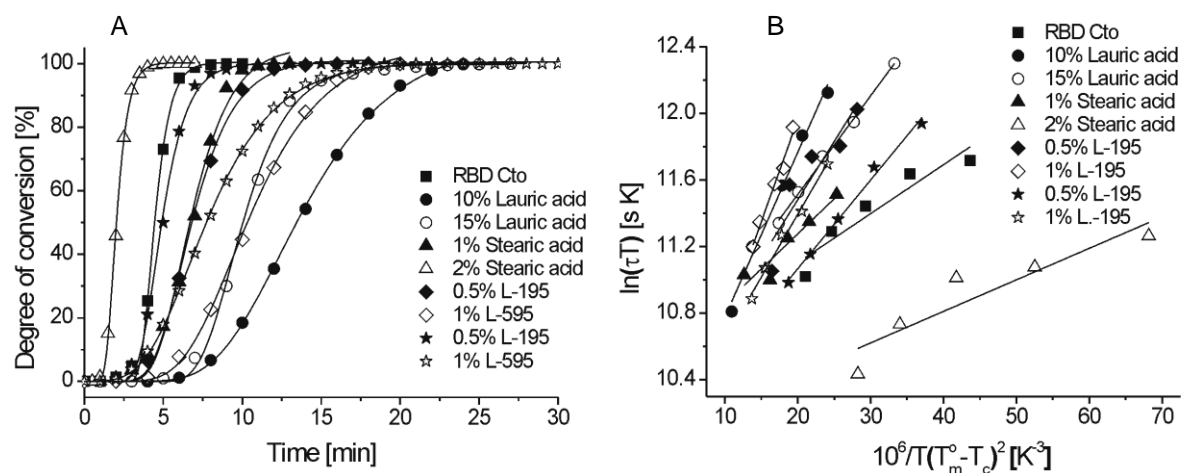 A
Degree of conversion [%]
100
80
60
40
20
0
RBD Cto
10% Lauric acid
15% Lauric acid
1% Stearic acid
2% Stearic acid
0.5% L-195
1% L-595
0.5% L-195
1% L-595
0 5 10 15 20 25 30
Time [min]
B
ln(τT) [s K]
12.4
12.0
11.6
11.2
10.8
10.4
RBD Cto
10% Lauric acid
15% Lauric acid
1% Stearic acid
2% Stearic acid
0.5% L-195
1% L-195
0.5% L-195
1% L.-195
10 20 30 40 50 60 70
10⁶/T(T°ₘ-T꜀)² [K⁻³]